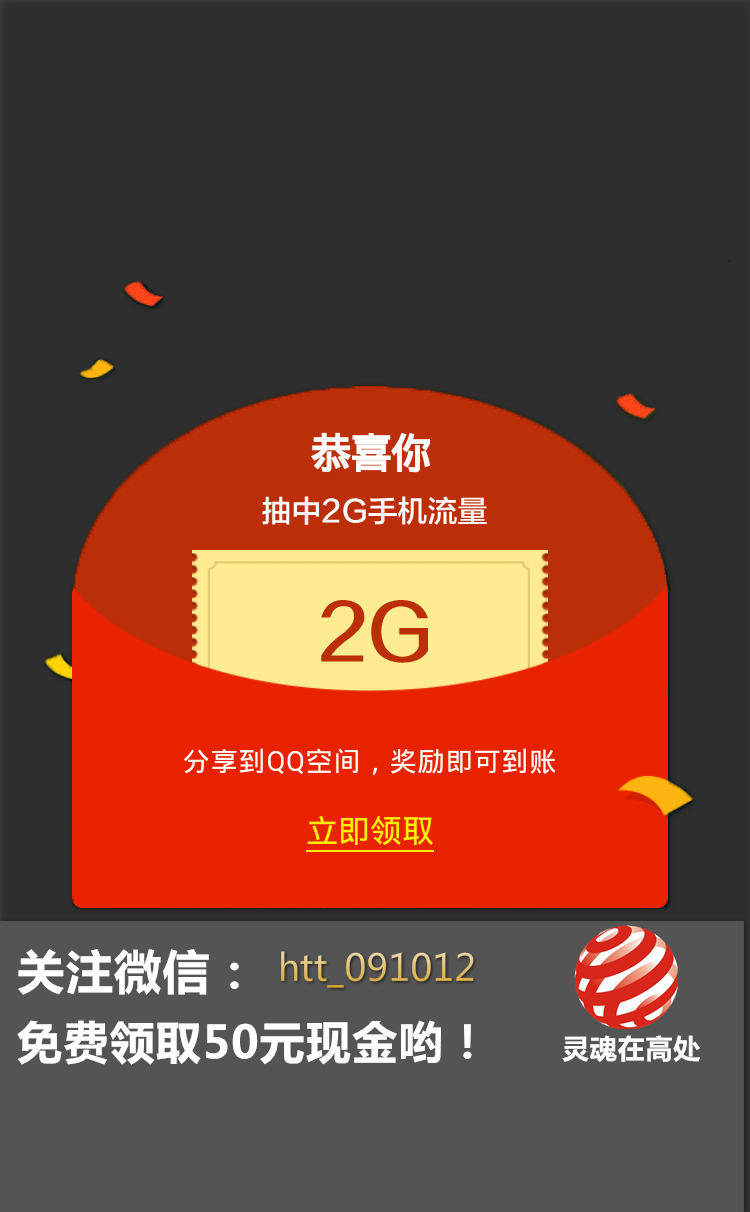 恭喜你
抽中2G手机流量
2G
分享到QQ空间，奖励即可到账
立即领取
关注微信： htt_091012
免费领取50元现金哟！
灵魂在高处